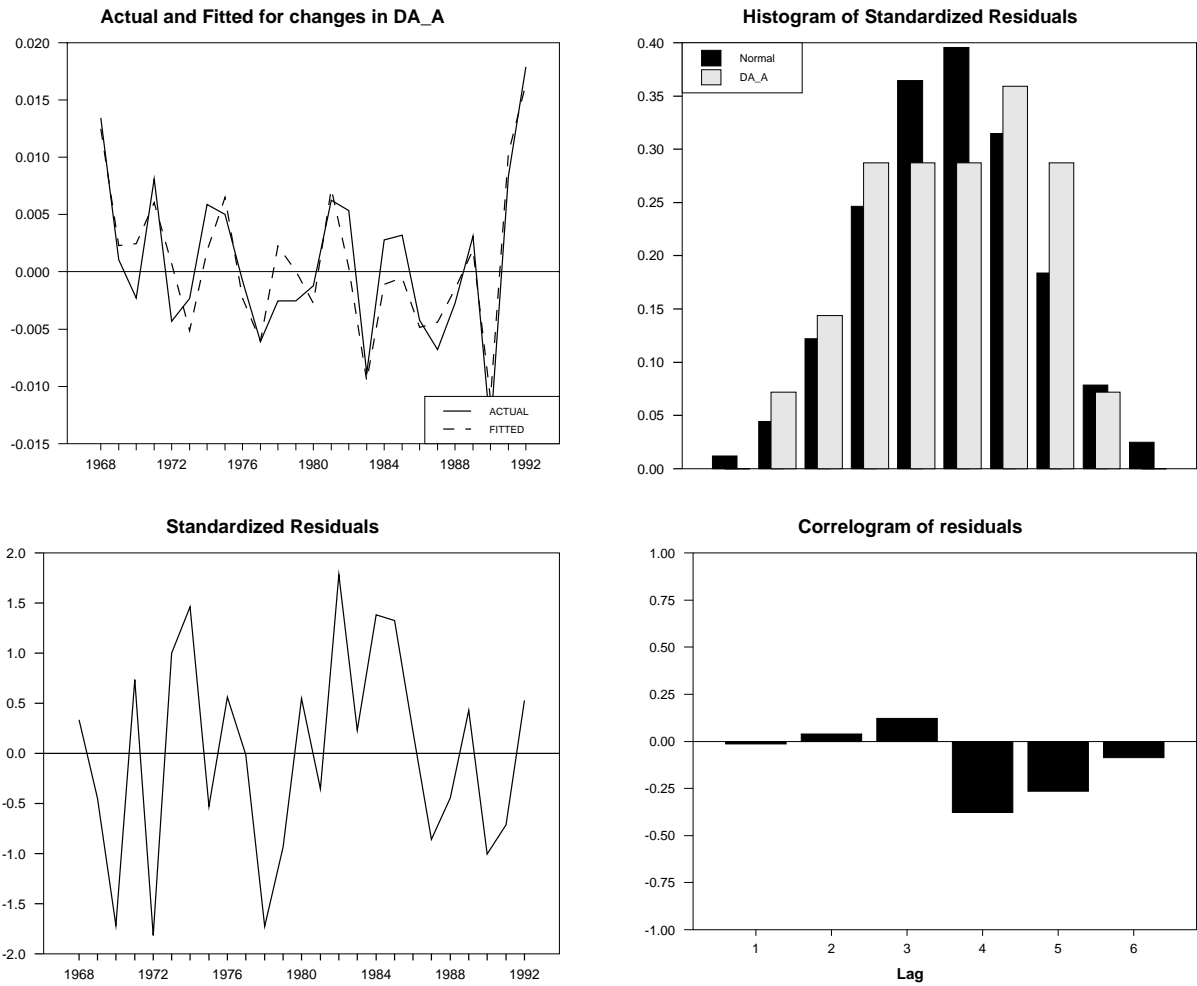 Actual and Fitted for changes in DA_A
0.020
0.015
0.010
0.005
0.000
-0.005
-0.010
-0.015
ACTUAL
FITTED
1968 1972 1976 1980 1984 1988 1992
Histogram of Standardized Residuals
0.40
0.35
0.30
0.25
0.20
0.15
0.10
0.05
0.00
Normal
DA_A
Standardized Residuals
2.0
1.5
1.0
0.5
0.0
-0.5
-1.0
-1.5
-2.0
1968 1972 1976 1980 1984 1988 1992
Correlogram of residuals
1.00
0.75
0.50
0.25
0.00
-0.25
-0.50
-0.75
-1.00
1 2 3 4 5 6
Lag